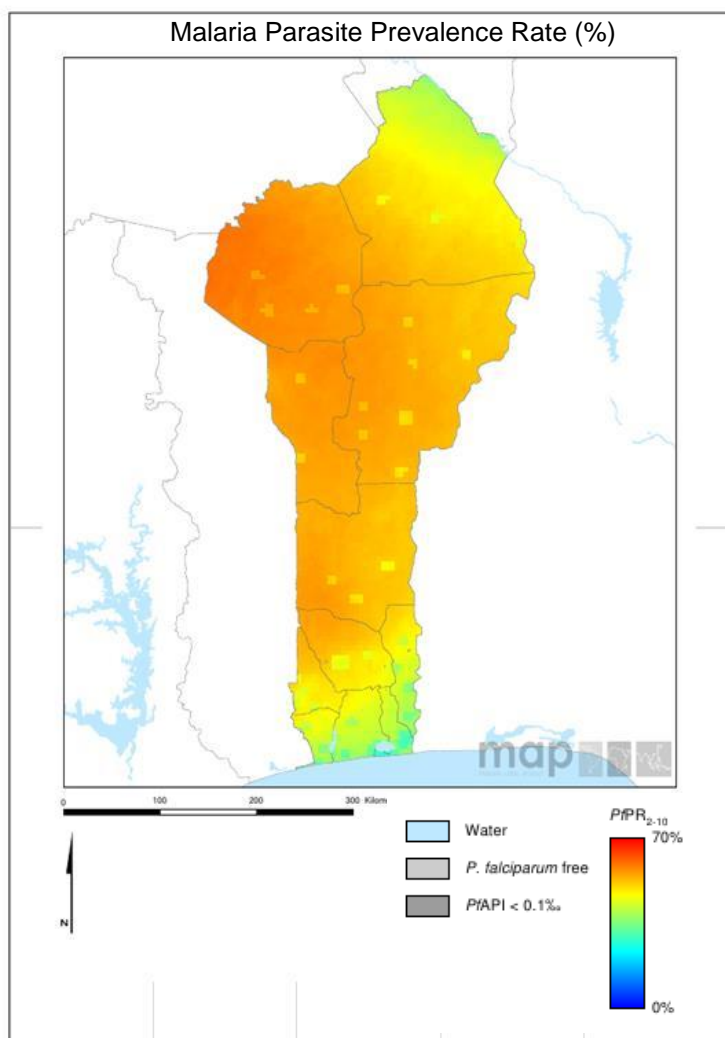 Malaria Parasite Prevalence Rate (%)
map
0 100 200 300 Kilom
N
Water
P. falciparum free
PfAPI < 0.1‰
PfPR2-10
70%
0%